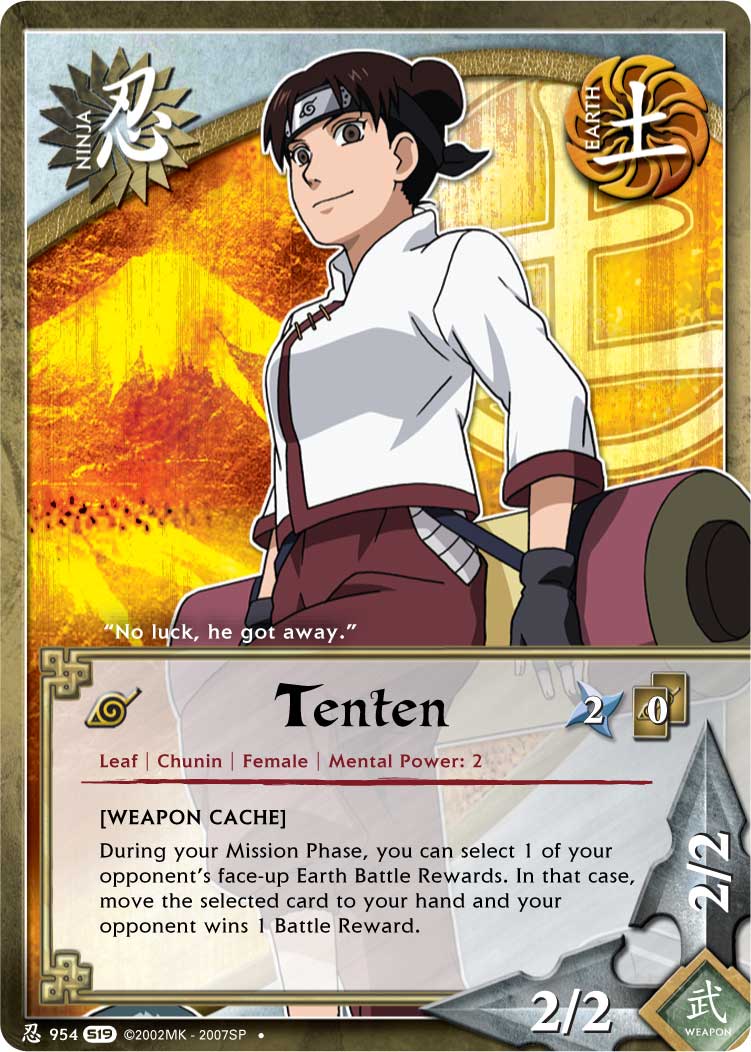 忍
NINJA
EARTH
土
“No luck, he got away.”
Tenten
2
0
Leaf | Chunin | Female | Mental Power: 2
[WEAPON CACHE]
During your Mission Phase, you can select 1 of your
opponent’s face-up Earth Battle Rewards. In that case,
move the selected card to your hand and your
opponent wins 1 Battle Reward.
2/2
2/2
武
WEAPON
忍 954 S19 ©2002MK - 2007SP •